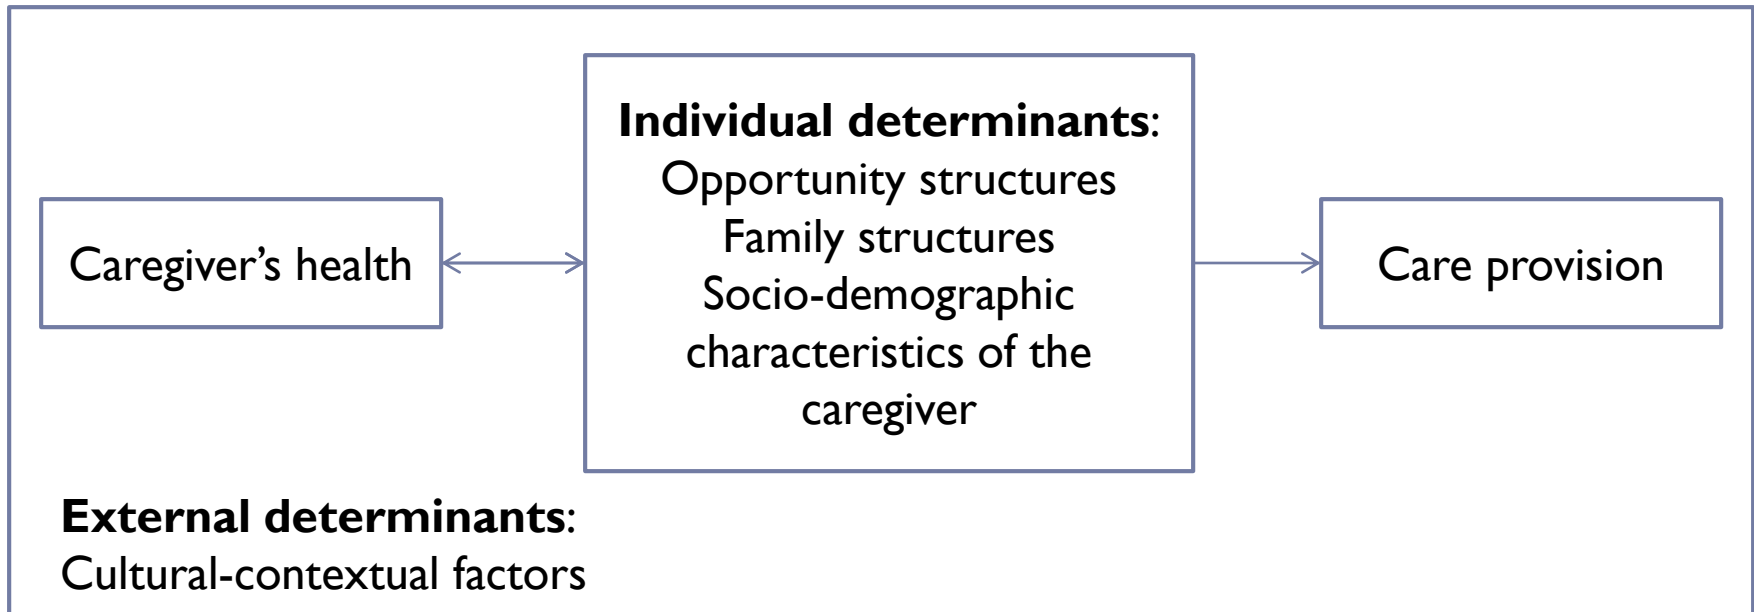 Individual determinants:
Opportunity structures
Family structures
Socio-demographic
characteristics of the
caregiver
Caregiver’s health
Care provision
External determinants:
Cultural-contextual factors